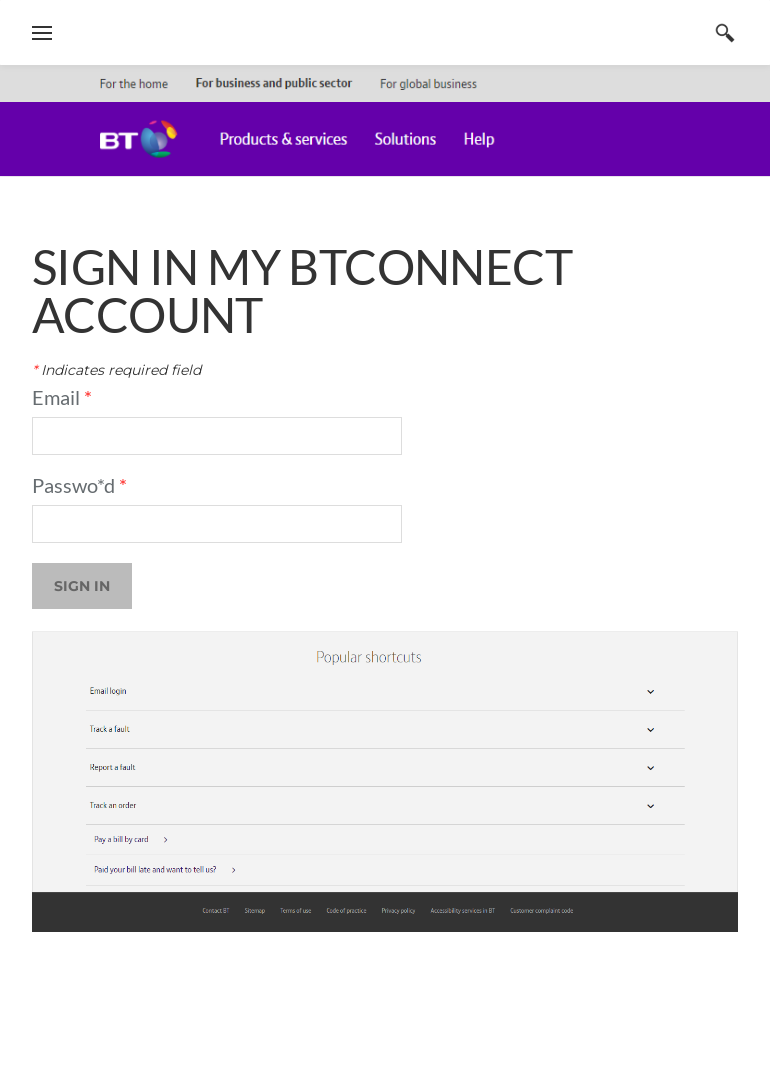 For the home For business and public sector For global business
BT Products & services Solutions Help
SIGN IN MY BTCONNECT
ACCOUNT
* Indicates required field
Email *
Passwo*d *
SIGN IN
Popular shortcuts
Email login
Track a fault
Report a fault
Track an order
Pay a bill by card
Paid your bill late and want to tell us?
Contact BT Sitemap Terms of use Code of practice Privacy policy Accessibility services in BT Customer complaint code